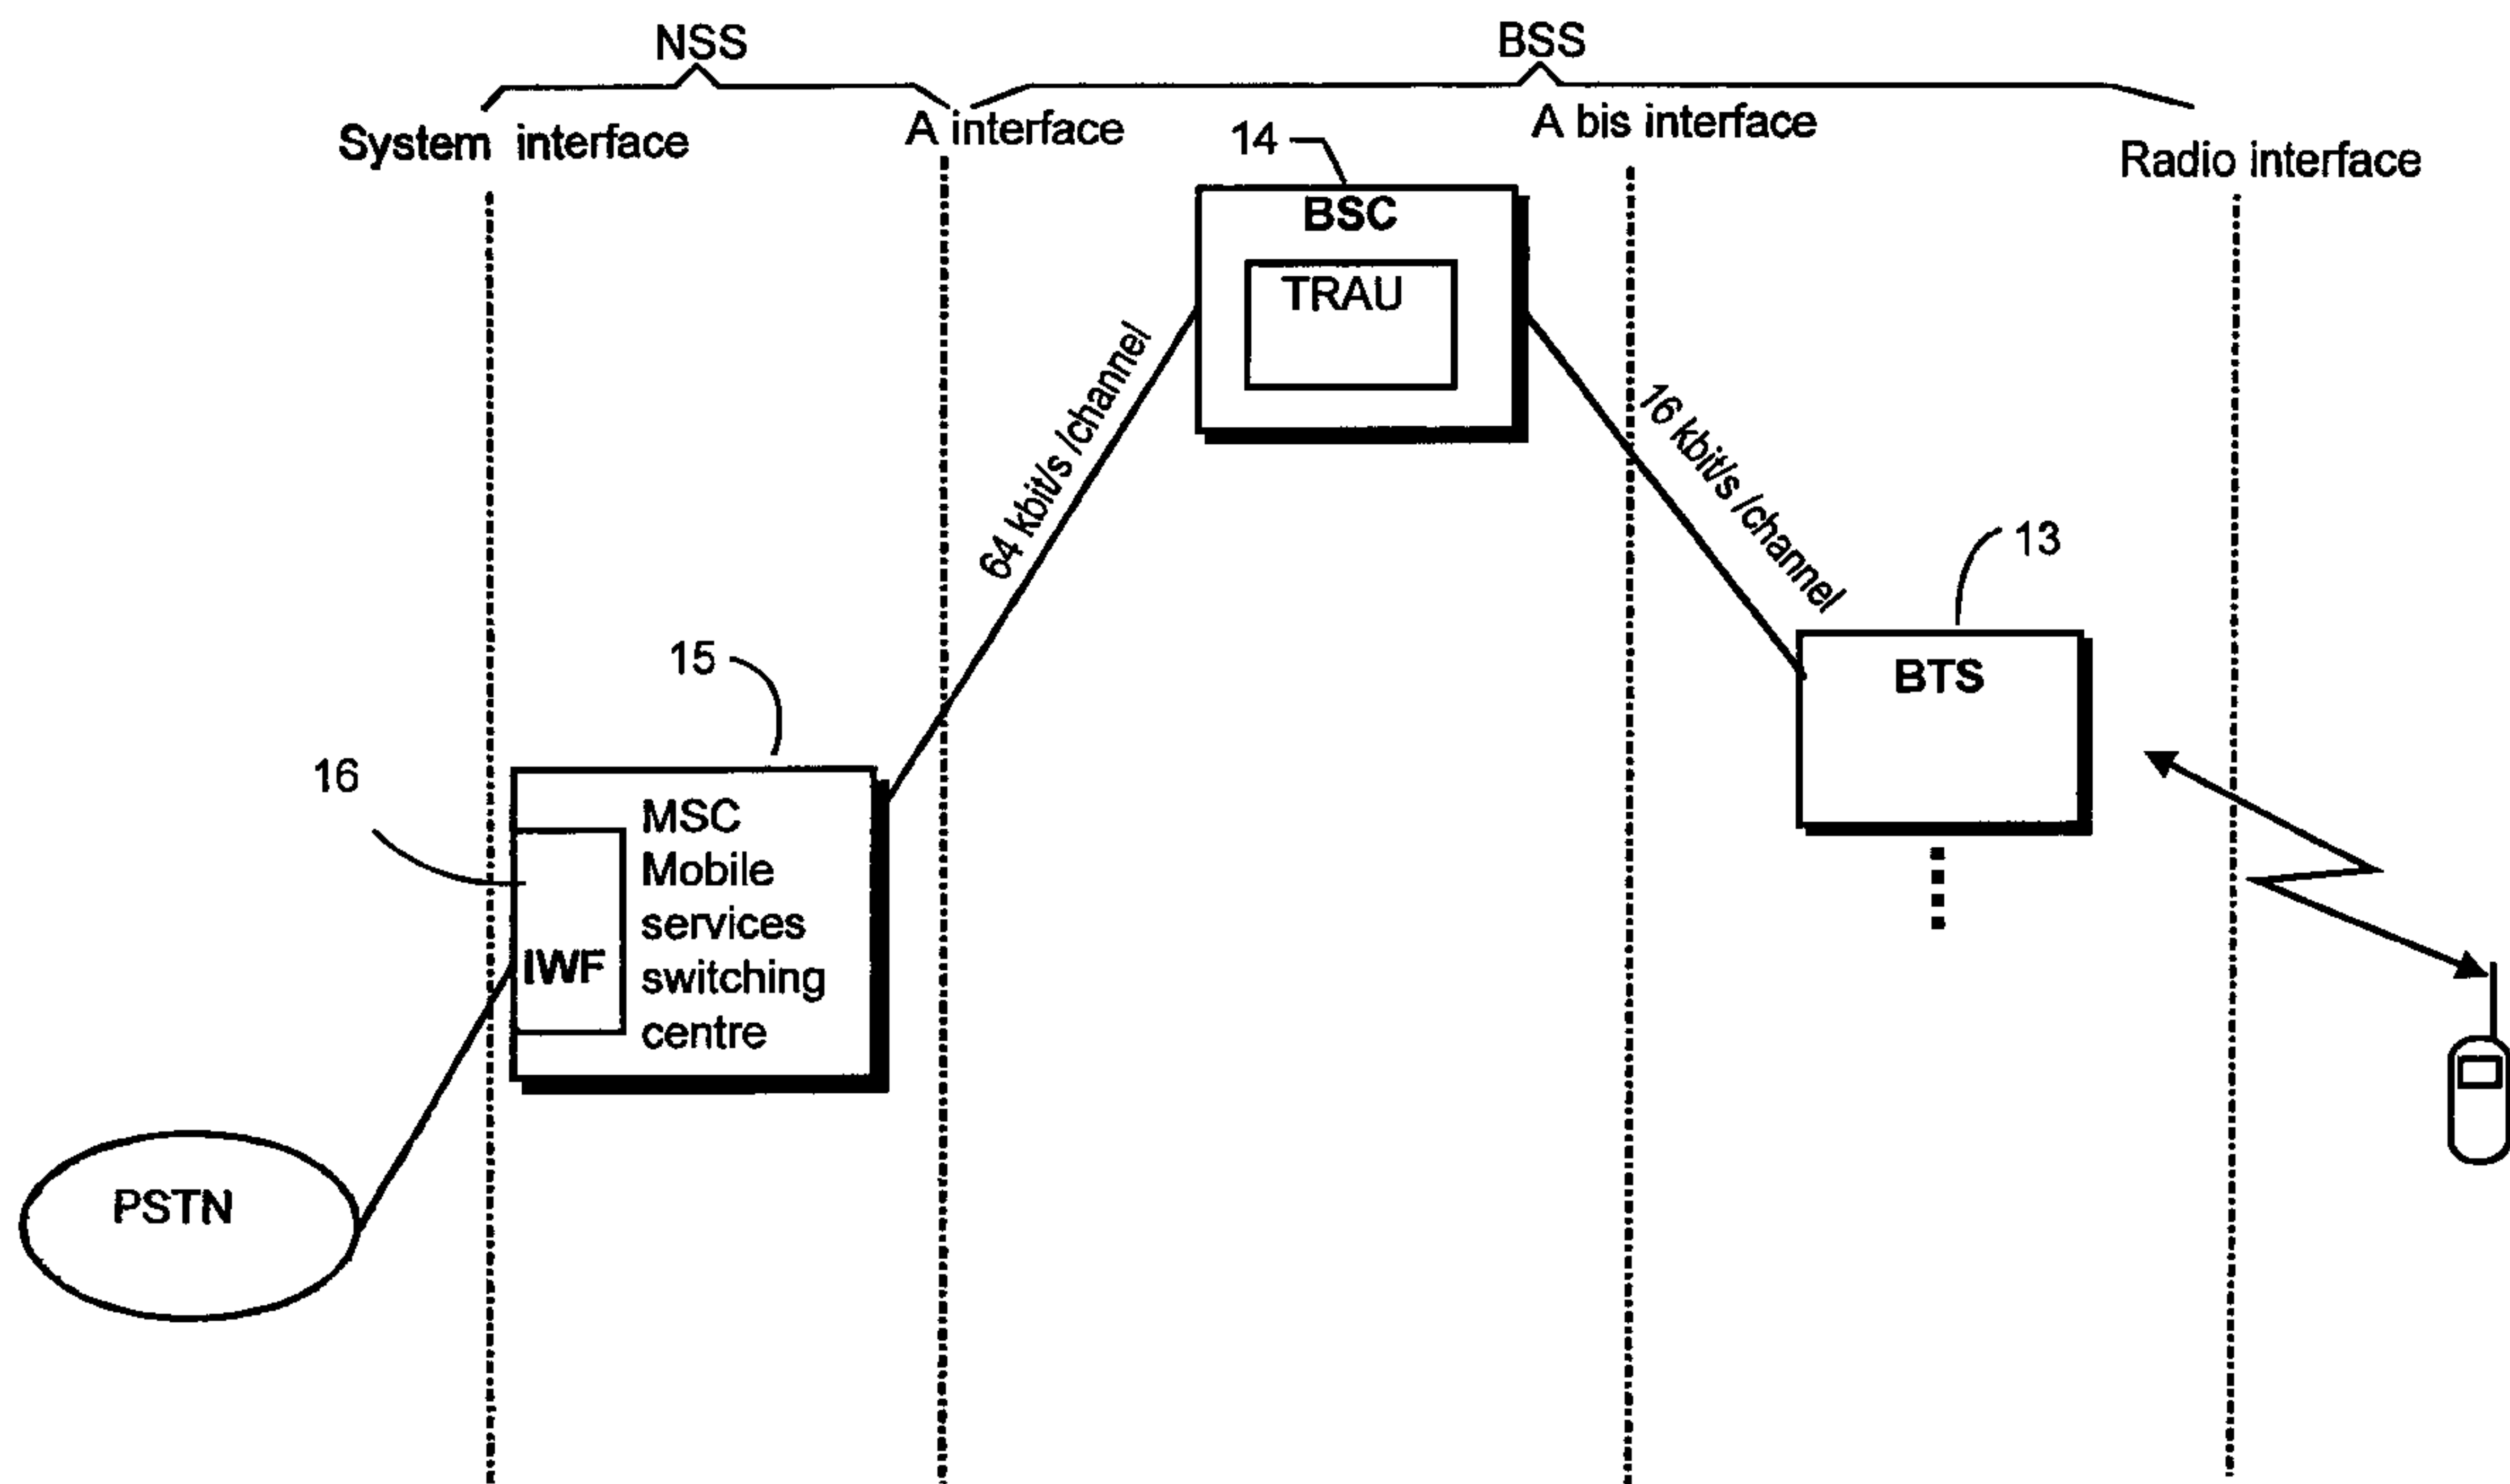 NSS
BSS
System interface
A interface
A bis interface
Radio interface
14
BSC
TRAU
64 kbit/s /channel
16 kbit/s /channel
13
BTS
15
16
MSC
Mobile
services
switching
centre
IWF
PSTN